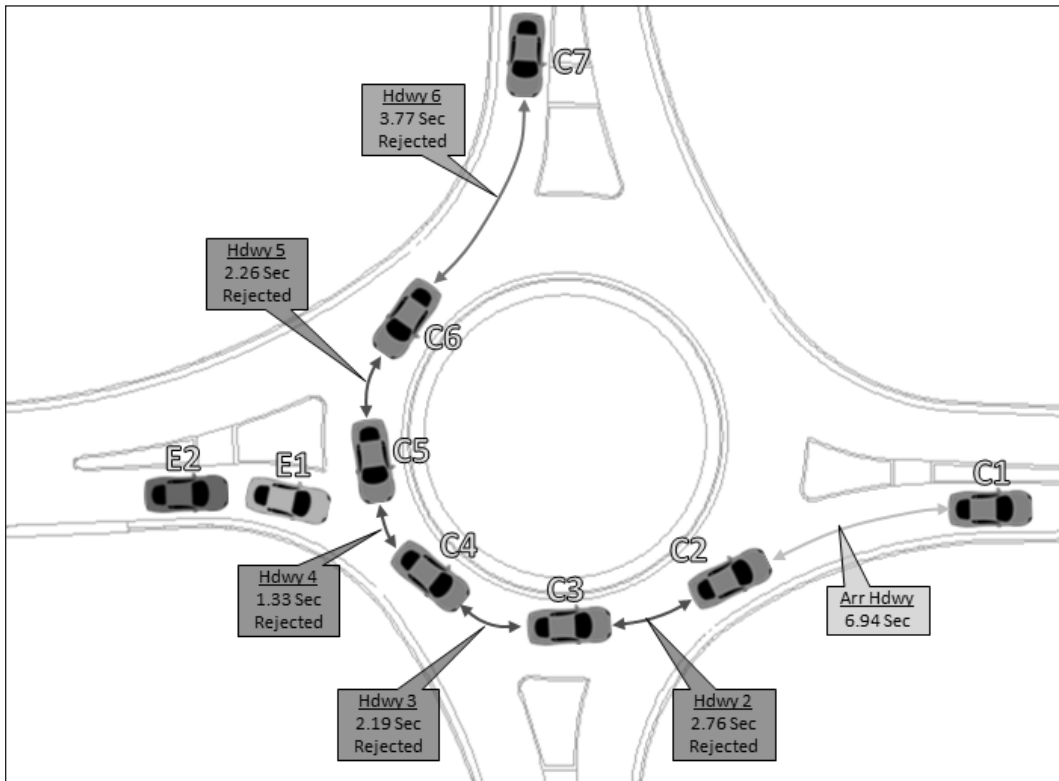 C7
Hdwy 6
3.77 Sec
Rejected
Hdwy 5
2.26 Sec
Rejected
C6
C5
E2
E1
C1
C4
C2
C3
Hdwy 4
1.33 Sec
Rejected
Arr Hdwy
6.94 Sec
Hdwy 3
2.19 Sec
Rejected
Hdwy 2
2.76 Sec
Rejected